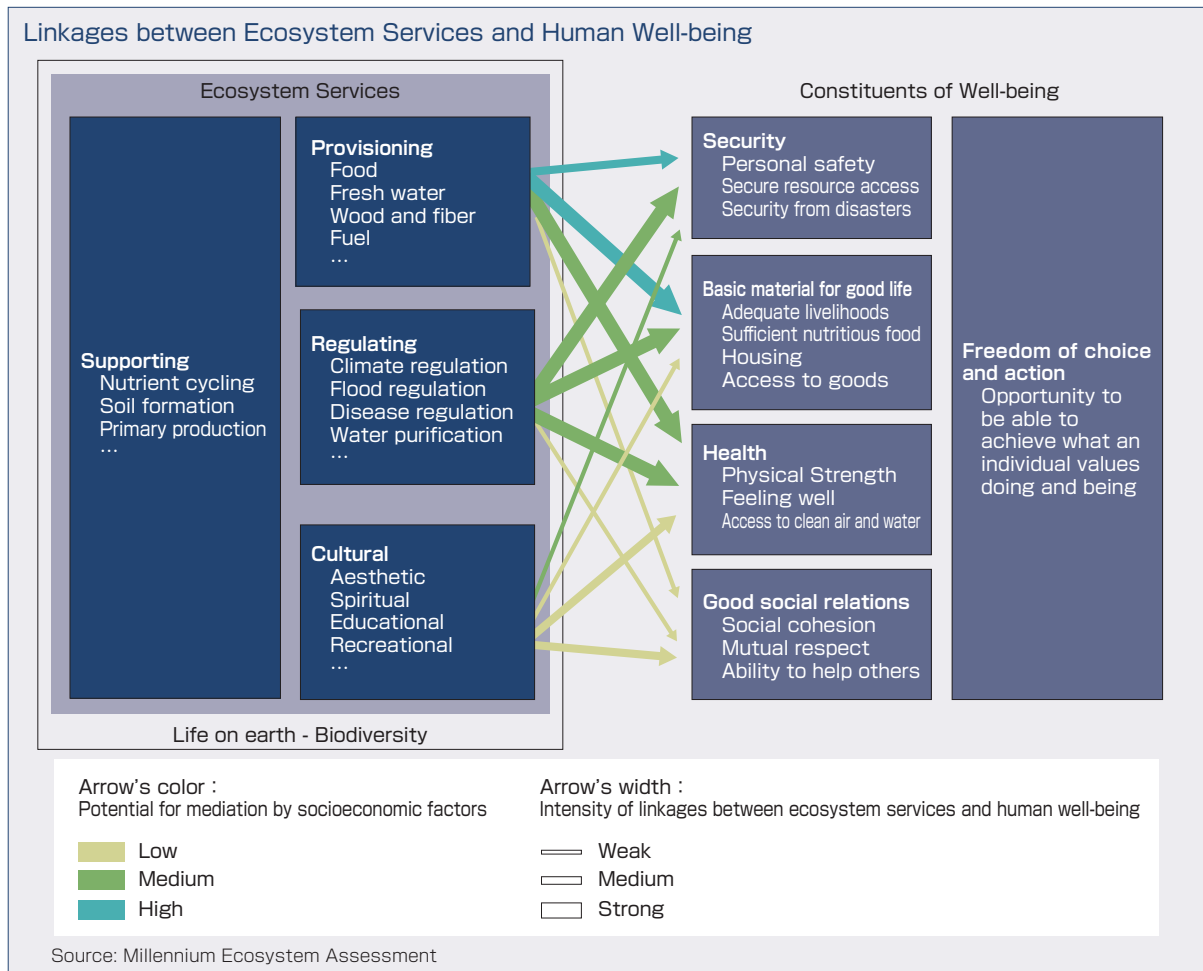 Linkages between Ecosystem Services and Human Well-being
Ecosystem Services
Supporting
Nutrient cycling
Soil formation
Primary production
…
Provisioning
Food
Fresh water
Wood and fiber
Fuel
…
Regulating
Climate regulation
Flood regulation
Disease regulation
Water purification
…
Cultural
Aesthetic
Spiritual
Educational
Recreational
…
Life on earth - Biodiversity
Constituents of Well-being
Security
Personal safety
Secure resource access
Security from disasters
Basic material for good life
Adequate livelihoods
Sufficient nutritious food
Housing
Access to goods
Health
Physical Strength
Feeling well
Access to clean air and water
Good social relations
Social cohesion
Mutual respect
Ability to help others
Freedom of choice
and action
Opportunity to
be able to
achieve what an
individual values
doing and being
Arrow's color：
Potential for mediation by socioeconomic factors
Low
Medium
High
Arrow's width：
Intensity of linkages between ecosystem services and human well-being
Weak
Medium
Strong
Source: Millennium Ecosystem Assessment